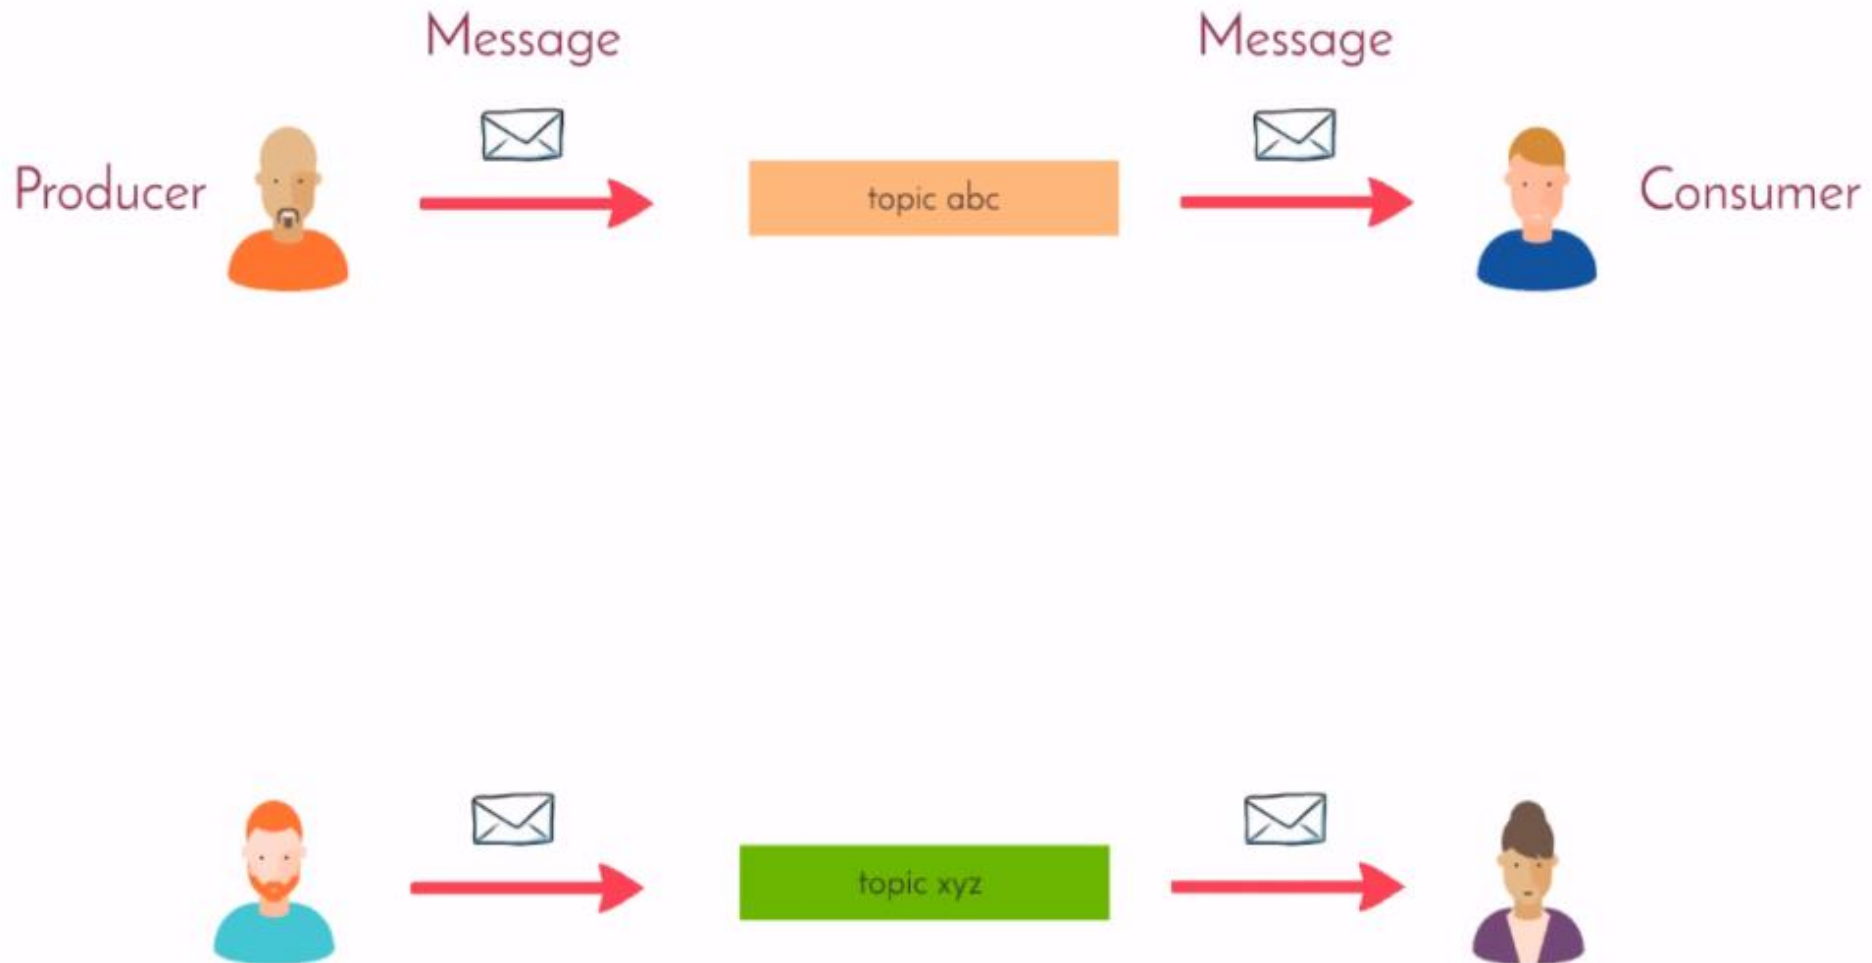 Message
Message
Producer
topic abc
Consumer
topic xyz